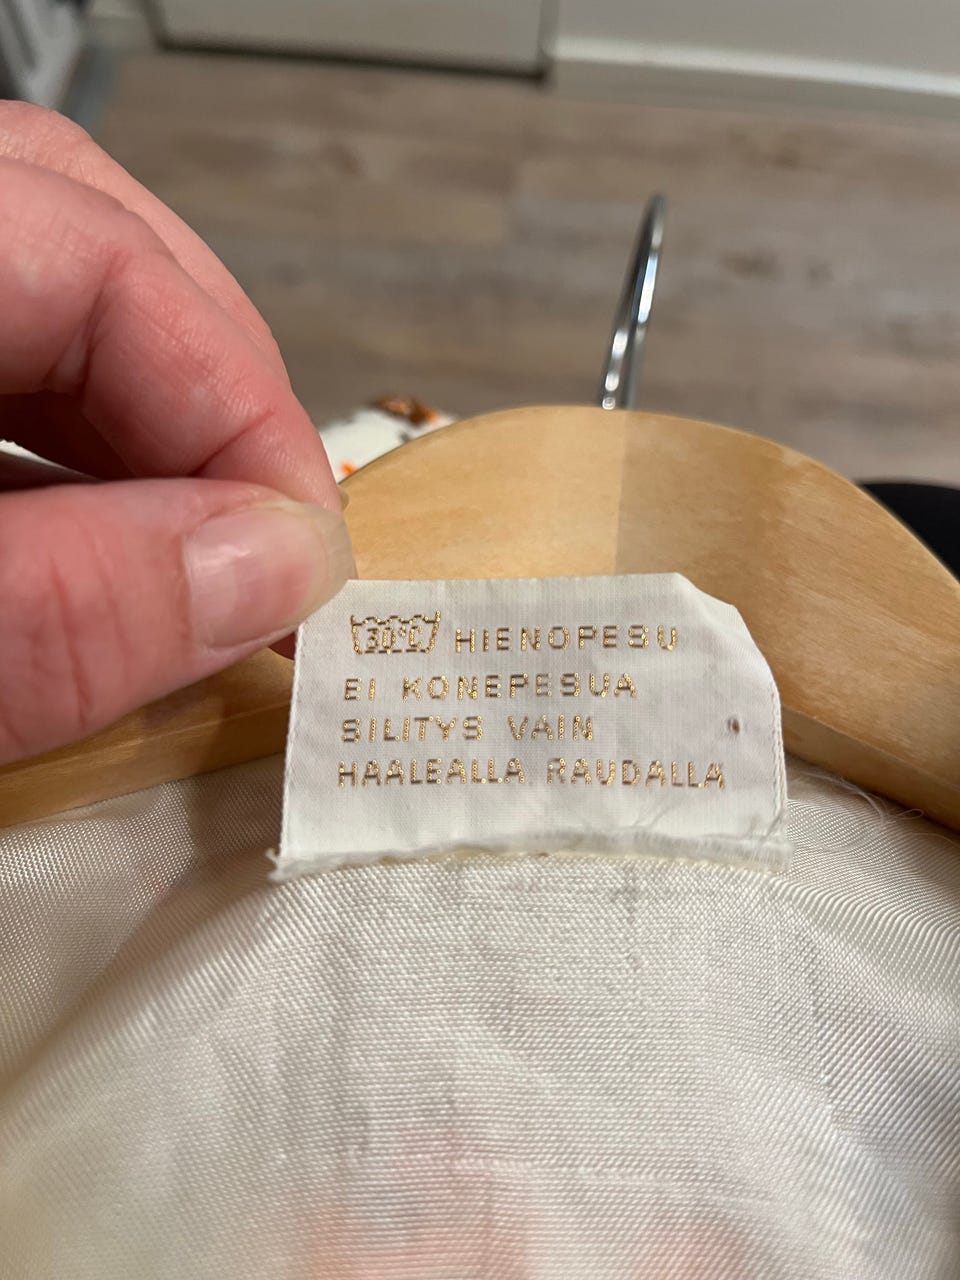 30°C HIENOPESU
EI KONEPESUA
SILITYS VAIN
HAALEALLA RAUDALLA